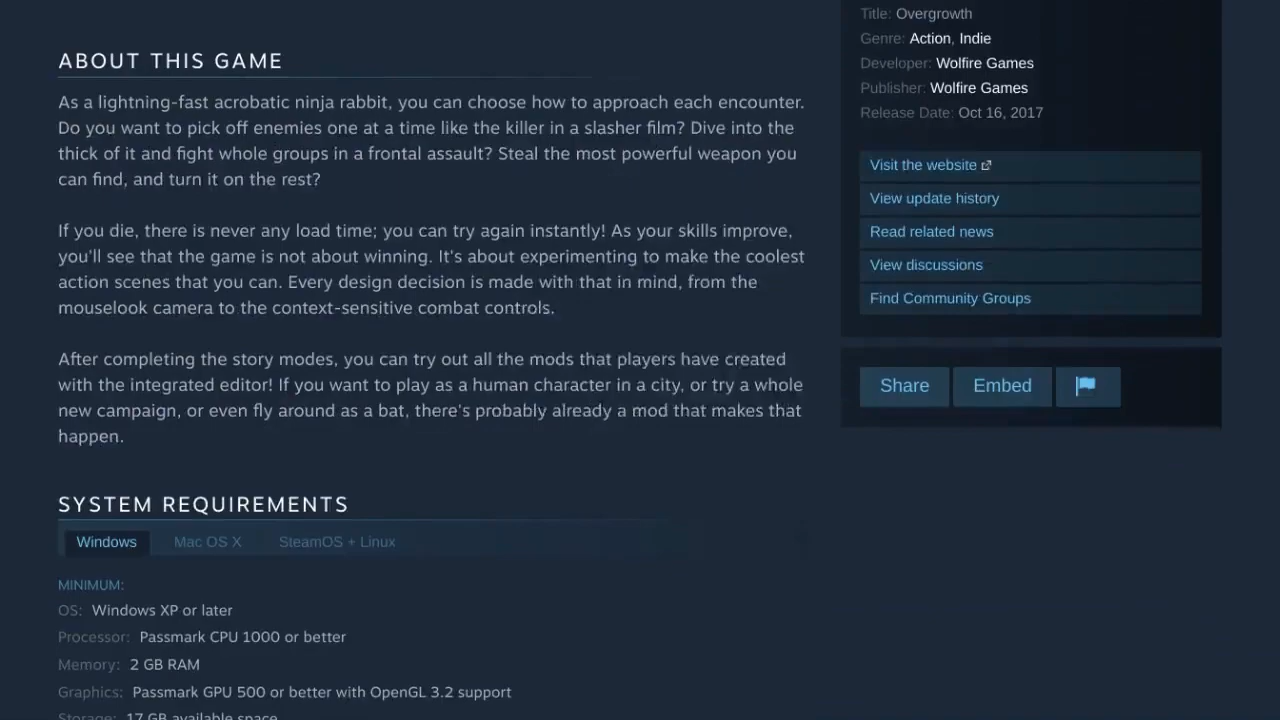 ABOUT THIS GAME
As a lightning-fast acrobatic ninja rabbit, you can choose how to approach each encounter.
Do you want to pick off enemies one at a time like the killer in a slasher film? Dive into the
thick of it and fight whole groups in a frontal assault? Steal the most powerful weapon you
can find, and turn it on the rest?
If you die, there is never any load time; you can try again instantly! As your skills improve,
you'll see that the game is not about winning. It's about experimenting to make the coolest
action scenes that you can. Every design decision is made with that in mind, from the
mouselook camera to the context-sensitive combat controls.
After completing the story modes, you can try out all the mods that players have created
with the integrated editor! If you want to play as a human character in a city, or try a whole
new campaign, or even fly around as a bat, there's probably already a mod that makes that
happen.
SYSTEM REQUIREMENTS
Windows Mac OS X SteamOS + Linux
MINIMUM:
OS: Windows XP or later
Processor: Passmark CPU 1000 or better
Memory: 2 GB RAM
Graphics: Passmark GPU 500 or better with OpenGL 3.2 support
Storage: 17 GB available space
Title: Overgrowth
Genre: Action, Indie
Developer: Wolfire Games
Publisher: Wolfire Games
Release Date: Oct 16, 2017
Visit the website
View update history
Read related news
View discussions
Find Community Groups
Share Embed